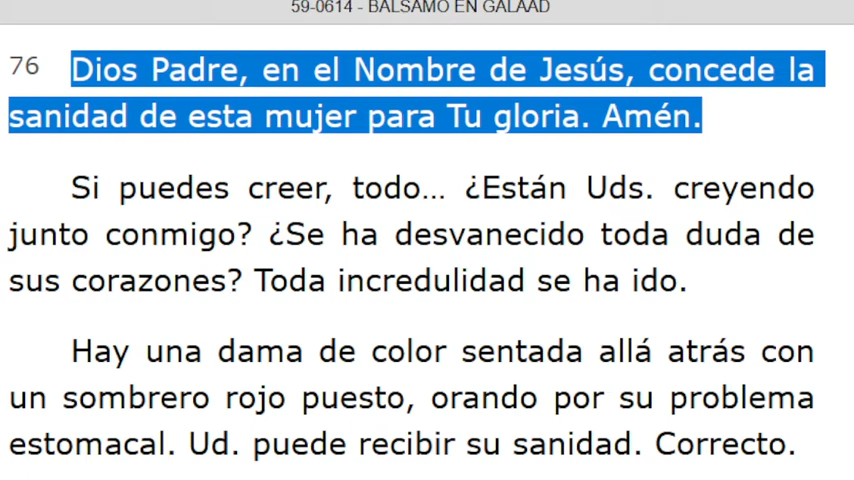 59-0614 - BALSAMO EN GALAAD
76 Dios Padre, en el Nombre de Jesús, concede la
sanidad de esta mujer para Tu gloria. Amén.
Si puedes creer, todo... ¿Están Uds. creyendo
junto conmigo? ¿Se ha desvanecido toda duda de
sus corazones? Toda incredulidad se ha ido.
Hay una dama de color sentada allá atrás con
un sombrero rojo puesto, orando por su problema
estomacal. Ud. puede recibir su sanidad. Correcto.